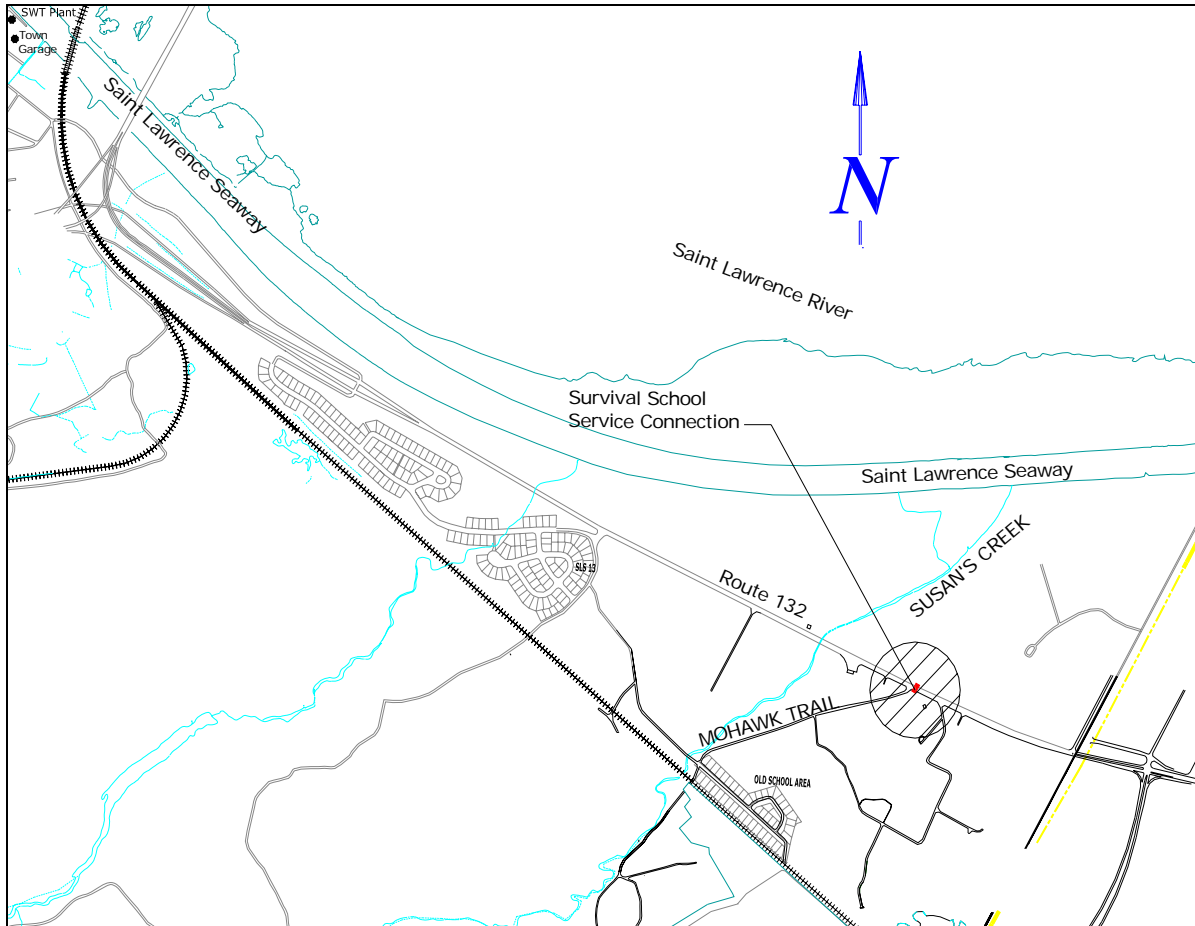 SWT Plant
Town
Garage
Saint Lawrence Seaway
N
Saint Lawrence River
Survival School
Service Connection
Saint Lawrence Seaway
SUSAN'S CREEK
SLS 13
Route 132
MOHAWK TRAIL
OLD SCHOOL AREA